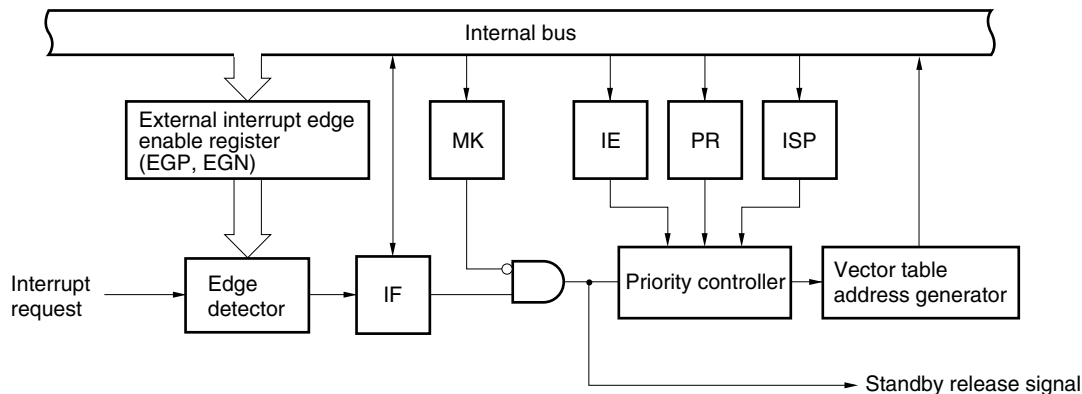 Internal bus
External interrupt edge
enable register
(EGP, EGN)
MK
IE
PR
ISP
Interrupt
request
Edge
detector
IF
Priority controller
Vector table
address generator
Standby release signal